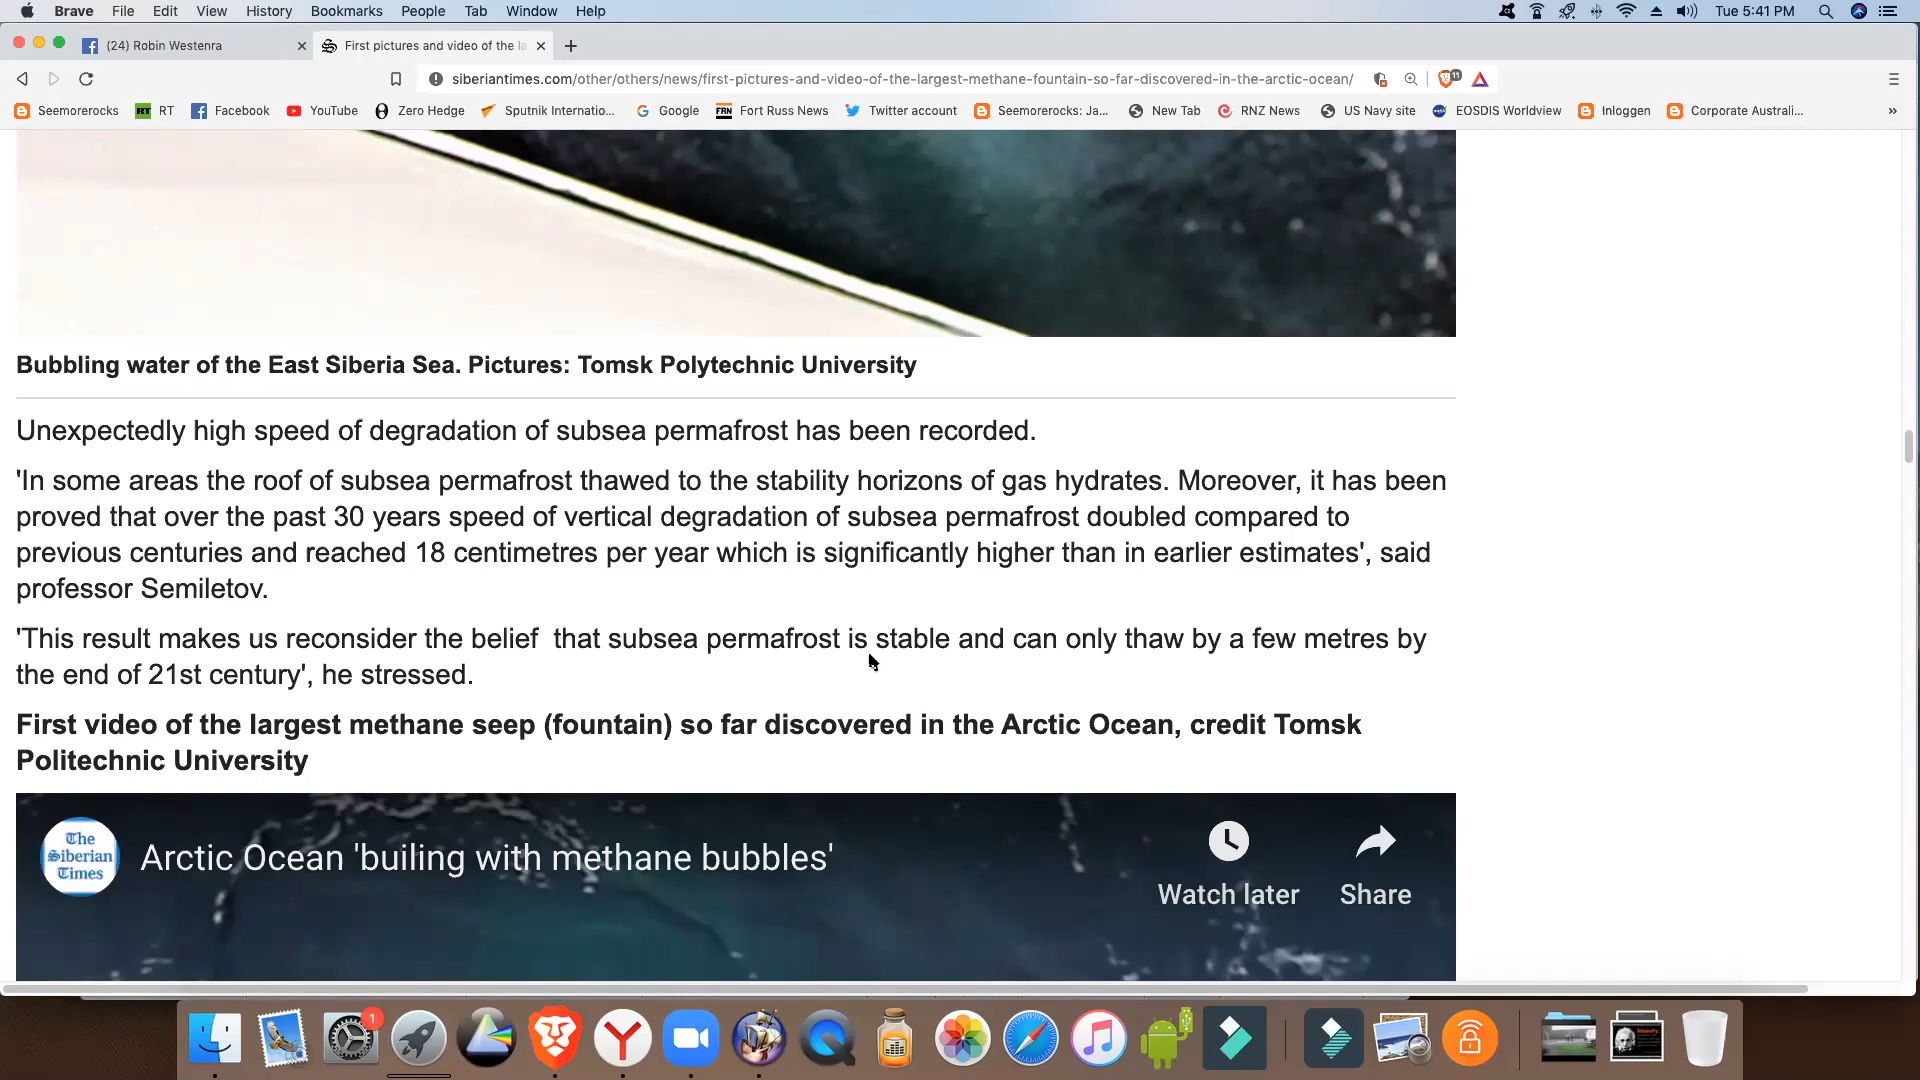 Brave File Edit View History Bookmarks People Tab Window Help Tue 5:41 PM
(24) Robin Westenra First pictures and video of the la
siberiantimes.com/other/others/news/first-pictures-and-video-of-the-largest-methane-fountain-so-far-discovered-in-the-arctic-ocean/ 11
Seemorerocks RT RT Facebook YouTube Zero Hedge Sputnik Internatio... Google FRN Fort Russ News Twitter account Seemorerocks: Ja... New Tab RNZ News US Navy site EOSDIS Worldview Inloggen Corporate Australi... »
Bubbling water of the East Siberia Sea. Pictures: Tomsk Polytechnic University
Unexpectedly high speed of degradation of subsea permafrost has been recorded.
'In some areas the roof of subsea permafrost thawed to the stability horizons of gas hydrates. Moreover, it has been
proved that over the past 30 years speed of vertical degradation of subsea permafrost doubled compared to
previous centuries and reached 18 centimetres per year which is significantly higher than in earlier estimates', said
professor Semiletov.
'This result makes us reconsider the belief that subsea permafrost is stable and can only thaw by a few metres by
the end of 21st century', he stressed.
First video of the largest methane seep (fountain) so far discovered in the Arctic Ocean, credit Tomsk
Politechnic University
The
Siberian
Times
Arctic Ocean 'builing with methane bubbles'
Watch later Share
1